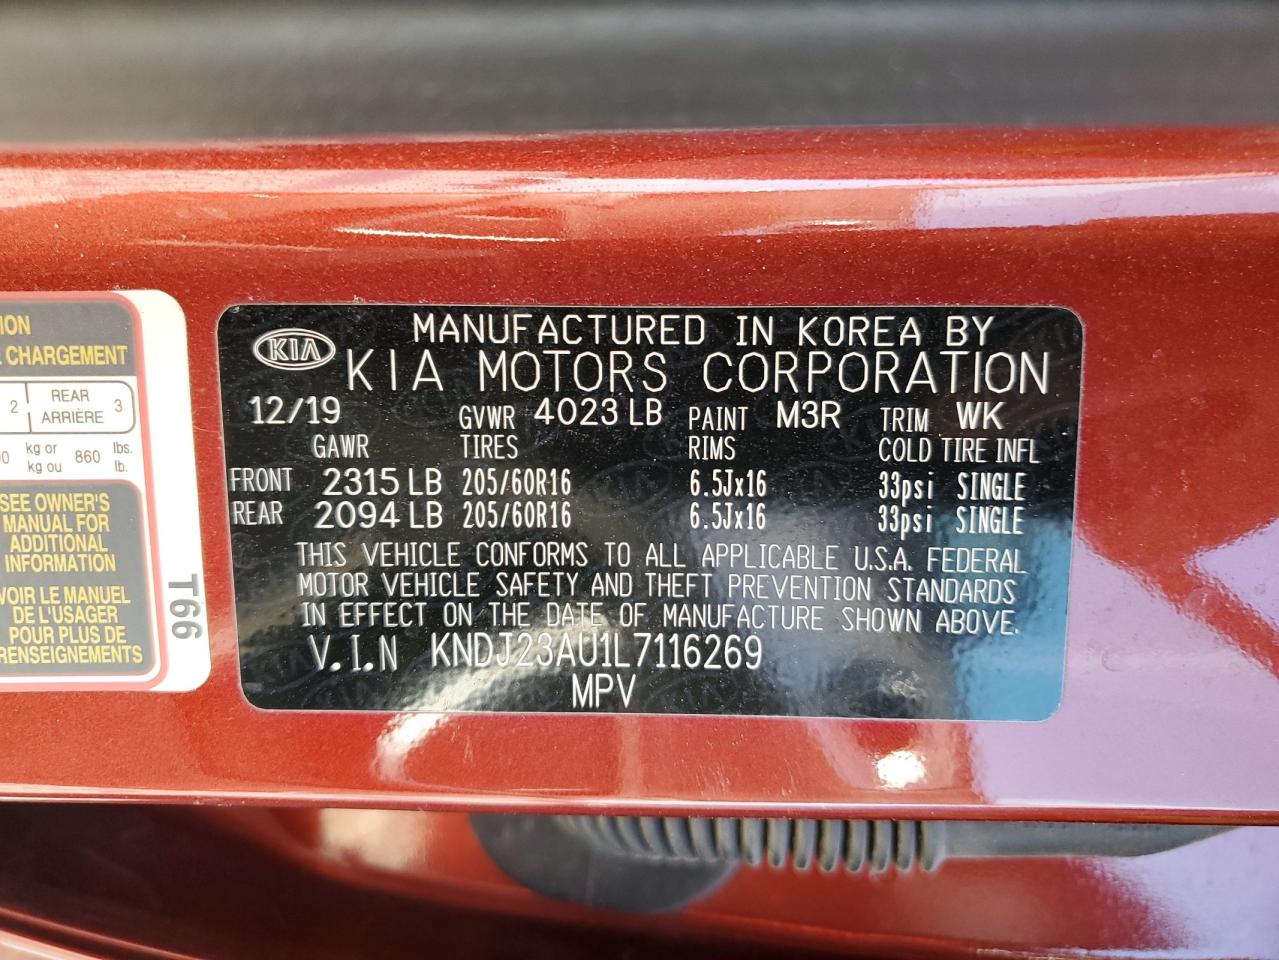 ION
CHARGEMENT
2 REAR ARRIÈRE 3
kg or kg ou 860 lbs. lb.
SEE OWNER'S
MANUAL FOR
ADDITIONAL
INFORMATION
VOIR LE MANUEL
DE L'USAGER
POUR PLUS DE
RENSEIGNEMENTS
T66
KIA
MANUFACTURED IN KOREA BY
KIA MOTORS CORPORATION
12/19 GVWR 4023 LB PAINT M3R TRIM WK
GAWR TIRES RIMS COLD TIRE INFL
FRONT 2315 LB 205/60R16 6.5Jx16 33psi SINGLE
REAR 2094 LB 205/60R16 6.5Jx16 33psi SINGLE
THIS VEHICLE CONFORMS TO ALL APPLICABLE U.S.A. FEDERAL
MOTOR VEHICLE SAFETY AND THEFT PREVENTION STANDARDS
IN EFFECT ON THE DATE OF MANUFACTURE SHOWN ABOVE.
V.I.N KNDJ23AU1L7116269
MPV